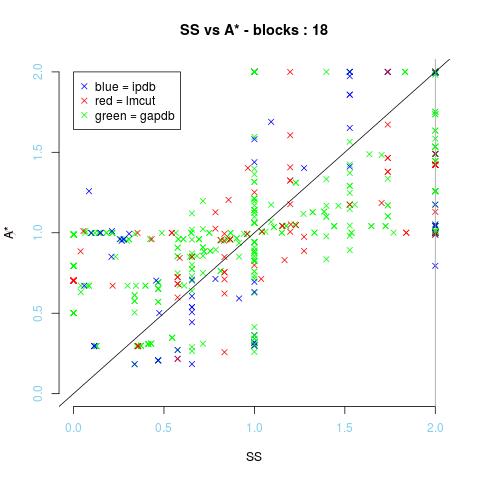 SS vs A* - blocks : 18
blue = ipdb
red = lmcut
green = gapdb
A*
2.0
1.5
1.0
0.5
0.0
0.0
0.5
1.0
1.5
2.0
SS